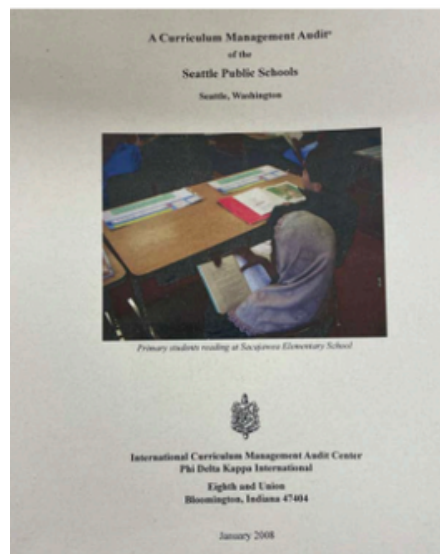 A Curriculum Management Audit®
of the
Seattle Public Schools
Seattle, Washington
Primary students reading at Sacajawea Elementary School
International Curriculum Management Audit Center
Phi Delta Kappa International
Eighth and Union
Bloomington, Indiana 47404
January 2008